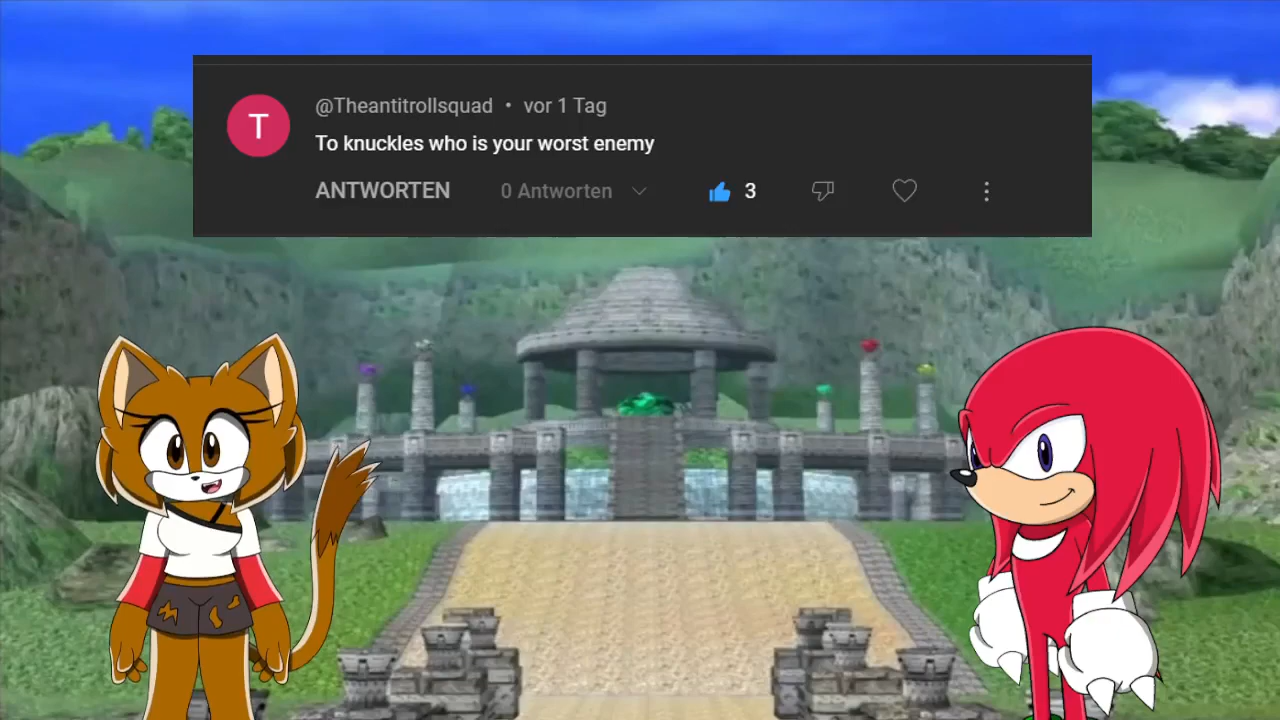 T
@Theantitrollsquad • vor 1 Tag
To knuckles who is your worst enemy
ANTWORTEN 0 Antworten 3